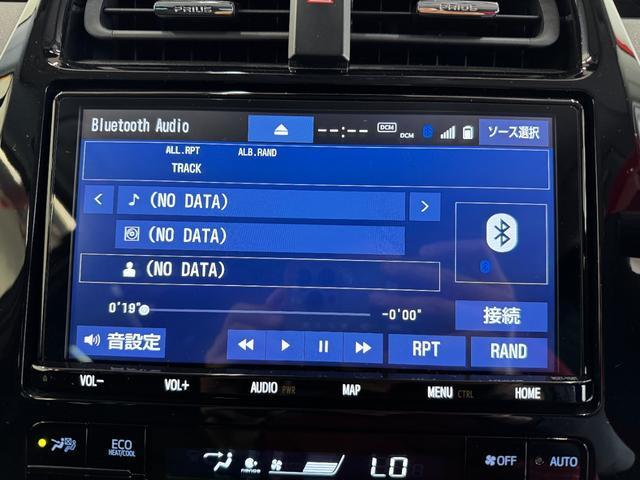 PRIUS PRIUS
Bluetooth Audio --:-- DCM DCM ソース選択
ALL.RPT ALB.RAND
TRACK
< ♪ (NO DATA) >
(NO DATA)
(NO DATA)
0'19" -0'00" 接続
音設定 RPT RAND
VOL- VOL+ AUDIO PWR MAP MENU CTRL HOME
ECO HEAT/COOL LO OFF AUTO